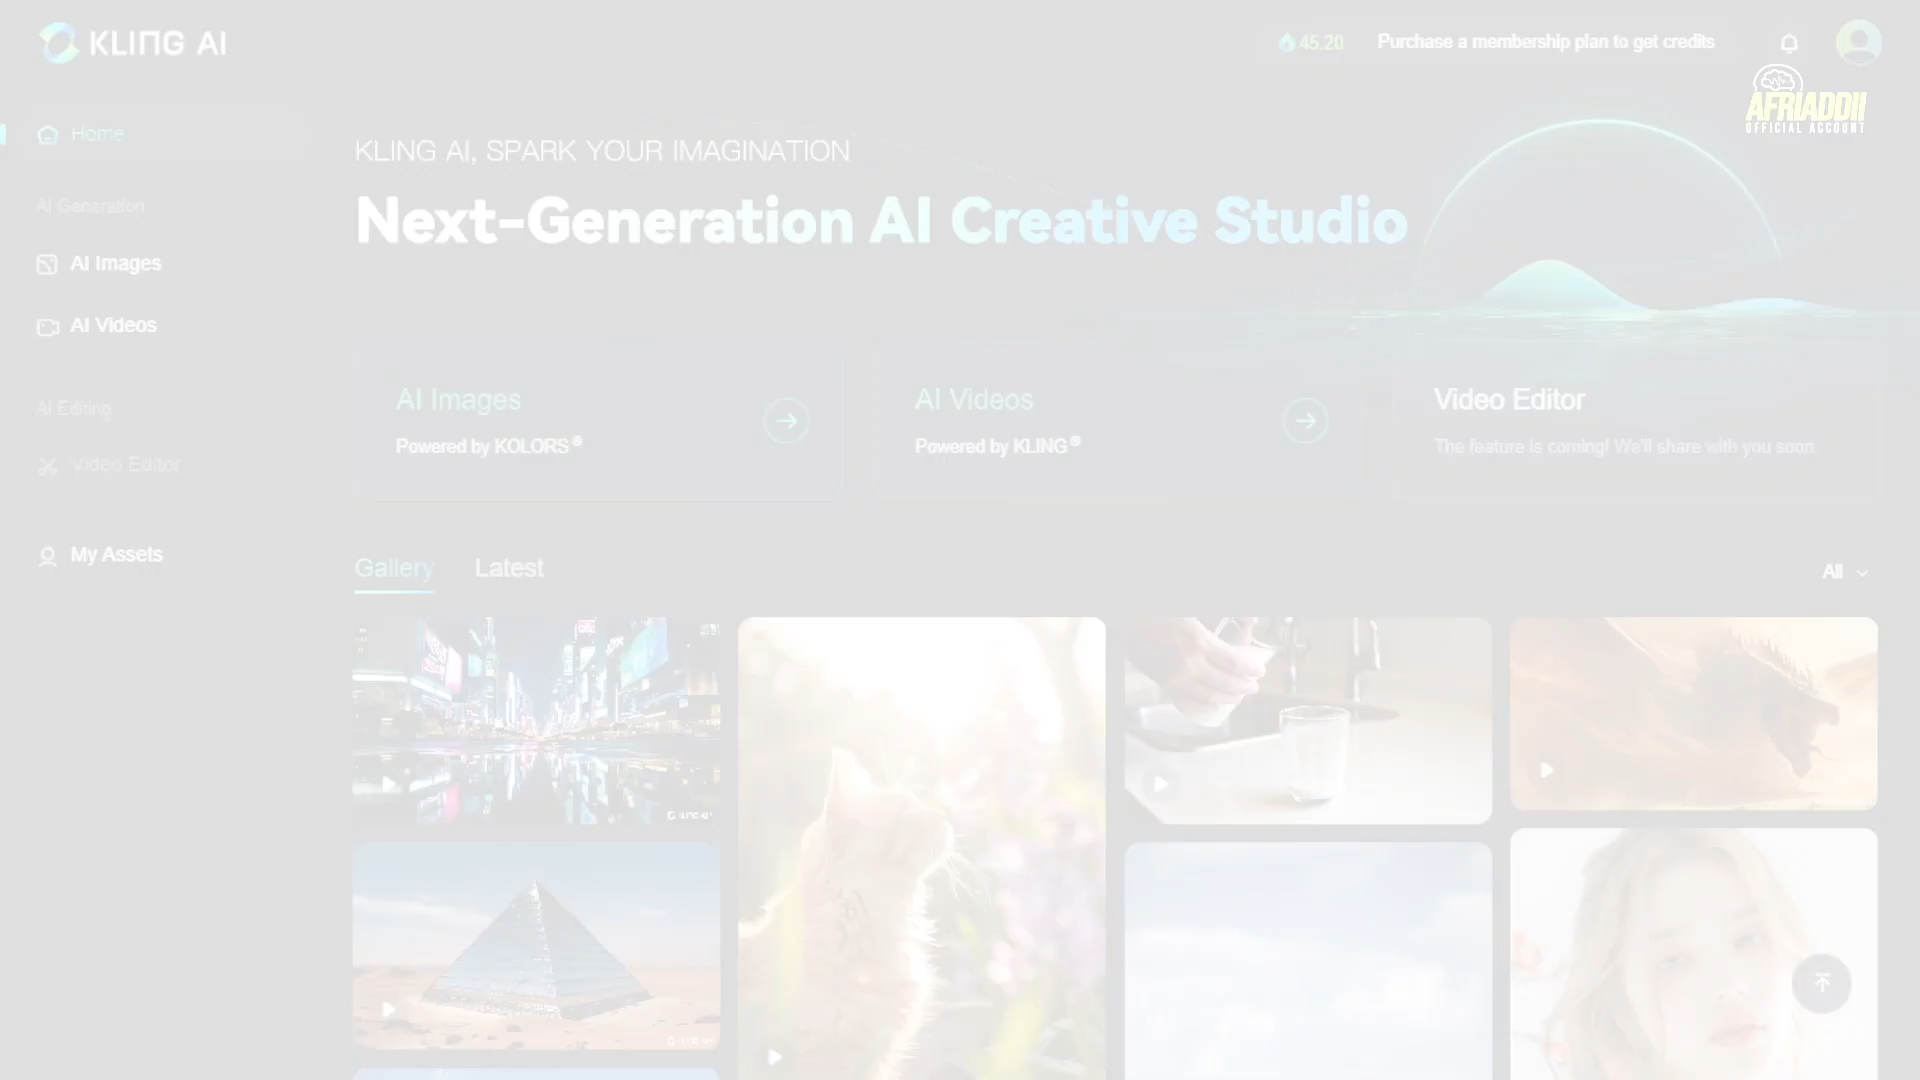 KLING AI
45.20
Purchase a membership plan to get credits
AFRIADDII
OFFICIAL ACCOUNT
Home
AI Generation
AI Images
AI Videos
AI Editing
Video Editor
My Assets
KLING AI, SPARK YOUR IMAGINATION
Next-Generation AI Creative Studio
AI Images
Powered by KOLORS®
AI Videos
Powered by KLING®
Video Editor
The feature is coming! We'll share with you soon.
Gallery
Latest
All